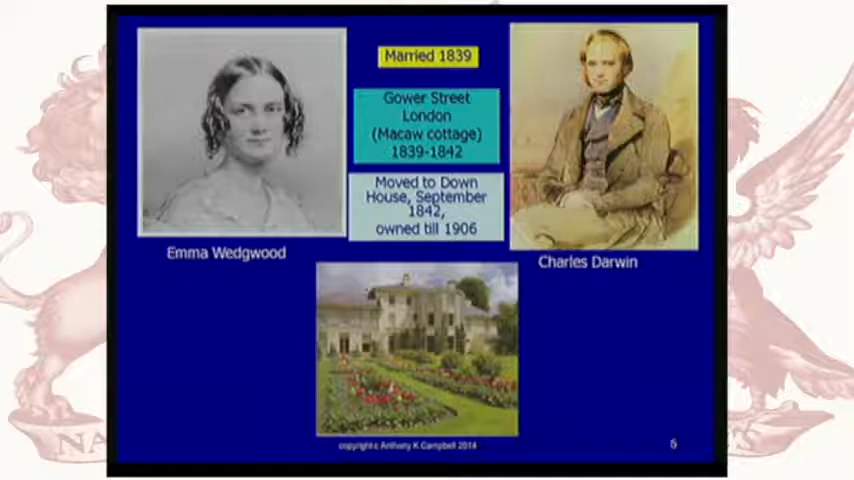 Married 1839
Gower Street
London
(Macaw cottage)
1839-1842
Moved to Down
House, September
1842,
owned till 1906
Emma Wedgwood
Charles Darwin
copyright Anthony K Campbell 2014
5
NA